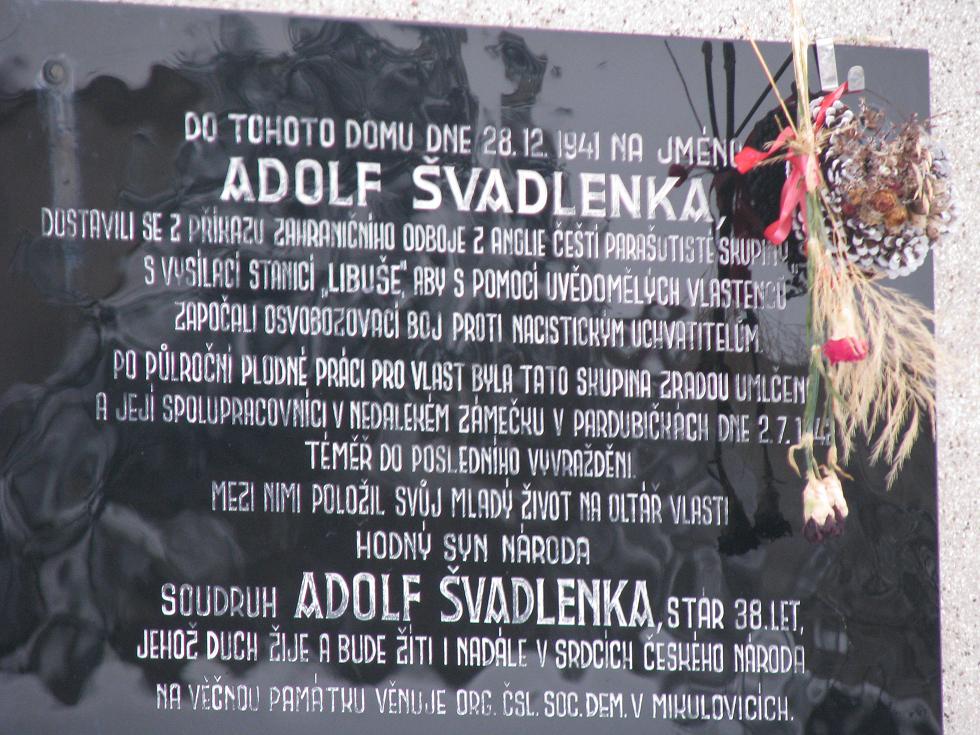 DO TOHOTO DOMU DNE 28. 12. 1941 NA JMÉNO
ADOLF ŠVADLENKA,
DOSTAVILI SE Z PŘÍKAZU ZAHRANIČNÍHO ODBOJE Z ANGLIE ČEŠTÍ PARAŠUTISTÉ SKUPINY
S VYSÍLACÍ STANICÍ „LIBUŠE", ABY S POMOCÍ UVĚDOMĚLÝCH VLASTENCŮ
ZAPOČALI OSVOBOZOVACÍ BOJ PROTI NACISTICKÝM UCHVATITELŮM.
PO PŮLROČNÍ PLODNÉ PRÁCI PRO VLAST BYLA TATO SKUPINA ZRADOU UMLČEN
A JEJÍ SPOLUPRACOVNÍCI V NEDALEKÉM ZÁMEČKU V PARDUBIČKÁCH DNE 2.7.1942
TÉMĚŘ DO POSLEDNÍHO VYVRAŽDĚNI.
MEZI NIMI POLOŽIL SVŮJ MLADÝ ŽIVOT NA OLTÁŘ VLASTI
HODNÝ SYN NÁRODA
SOUDRUH ADOLF ŠVADLENKA, STÁR 38. LET,
JEHOŽ DUCH ŽIJE A BUDE ŽÍTI I NADÁLE V SRDCÍCH ČESKÉHO NÁRODA
NA VĚČNOU PAMÁTKU VĚNUJE ORG. ČSL. SOC. DEM. V MIKULOVICÍCH.